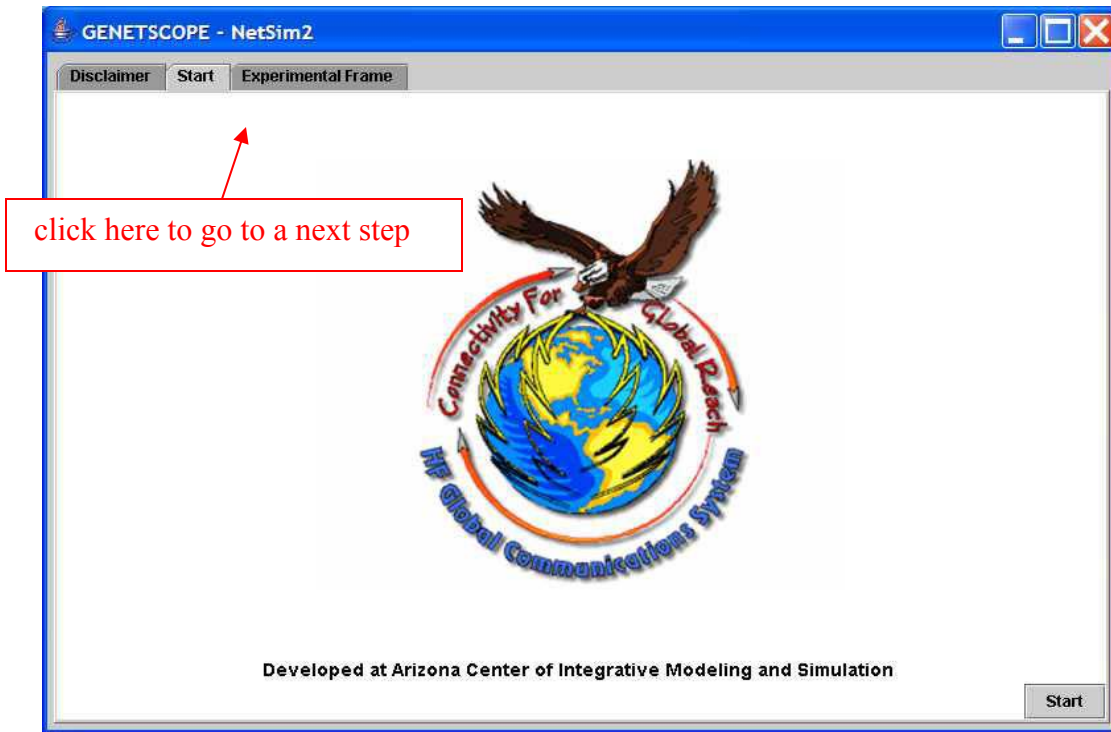 GENETSCOPE - NetSim2
Disclaimer Start Experimental Frame
click here to go to a next step
Connectivity For Global Reach
HF Global Communications System
Developed at Arizona Center of Integrative Modeling and Simulation
Start